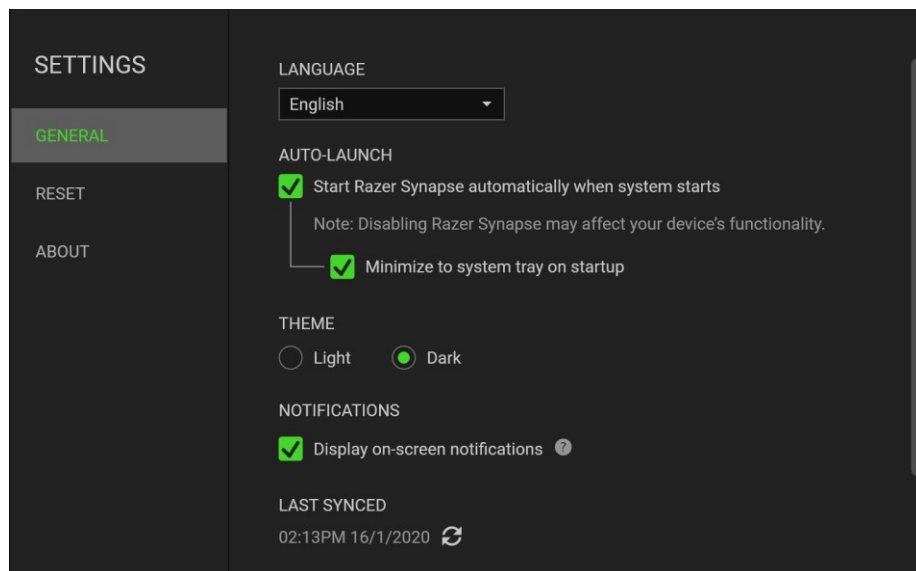 SETTINGS
GENERAL
RESET
ABOUT
LANGUAGE
English
AUTO-LAUNCH
Start Razer Synapse automatically when system starts
Note: Disabling Razer Synapse may affect your device’s functionality.
Minimize to system tray on startup
THEME
Light Dark
NOTIFICATIONS
Display on-screen notifications ?
LAST SYNCED
02:13PM 16/1/2020